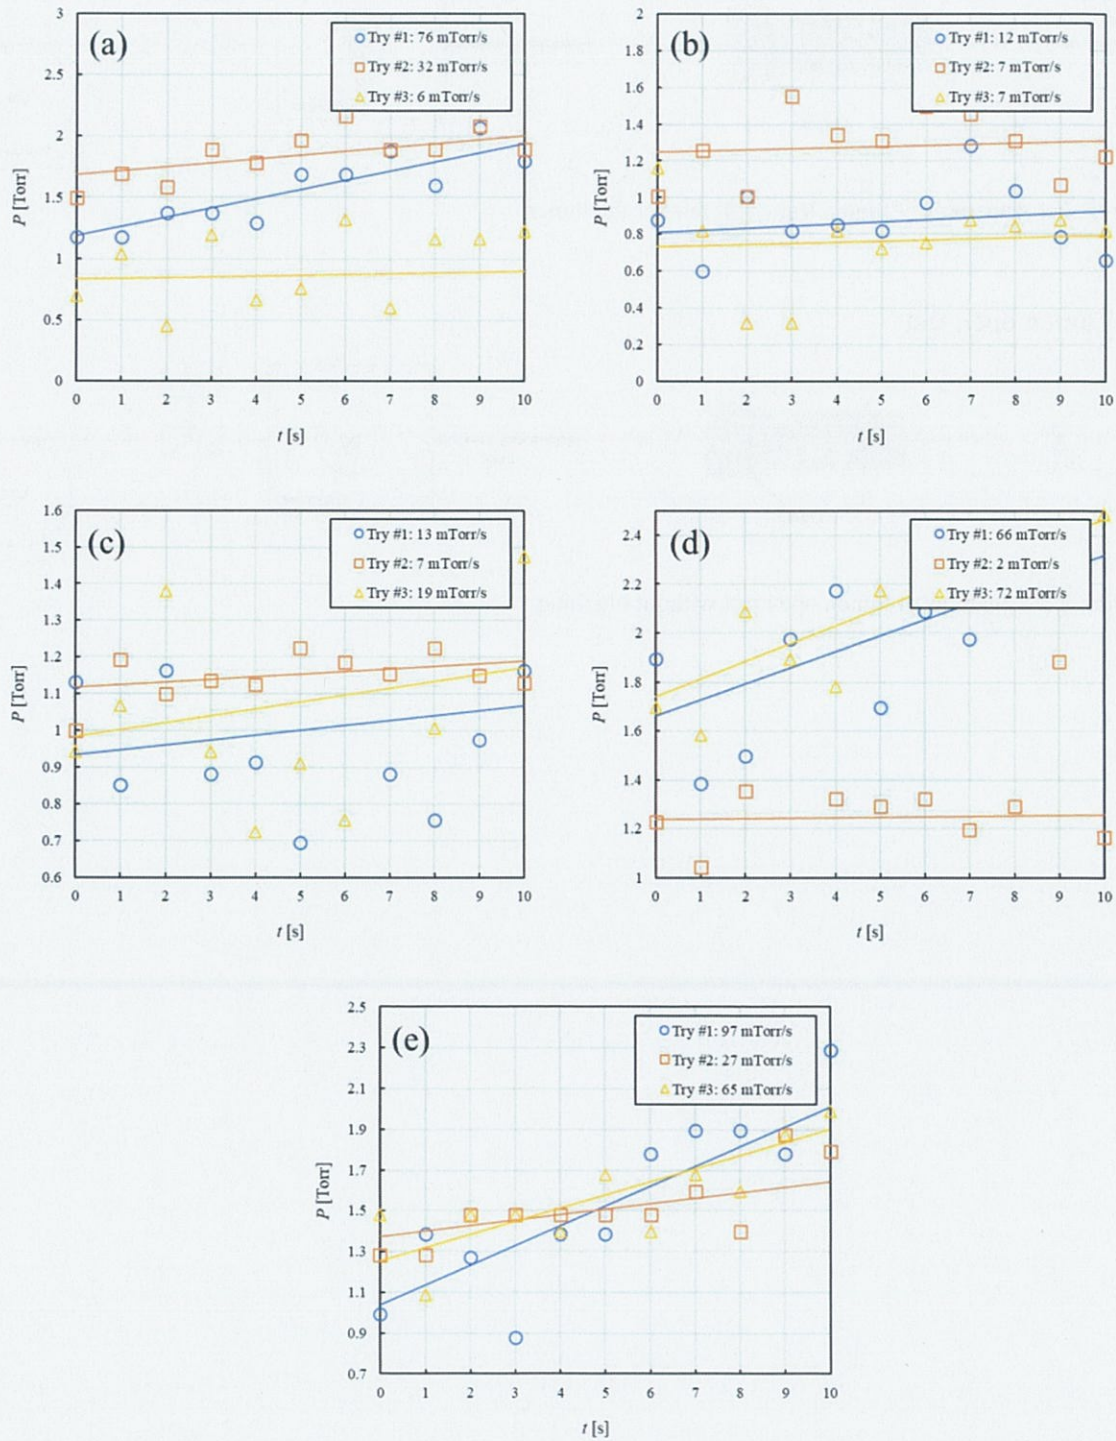 3
2.5
2
1.5
1
0.5
0
P [Torr]
(a)
Try #1: 76 mTorr/s
Try #2: 32 mTorr/s
Try #3: 6 mTorr/s
0 1 2 3 4 5 6 7 8 9 10
t [s]
2
1.8
1.6
1.4
1.2
1
0.8
0.6
0.4
0.2
0
P [Torr]
(b)
Try #1: 12 mTorr/s
Try #2: 7 mTorr/s
Try #3: 7 mTorr/s
0 1 2 3 4 5 6 7 8 9 10
t [s]
1.6
1.5
1.4
1.3
1.2
1.1
1
0.9
0.8
0.7
0.6
P [Torr]
(c)
Try #1: 13 mTorr/s
Try #2: 7 mTorr/s
Try #3: 19 mTorr/s
0 1 2 3 4 5 6 7 8 9 10
t [s]
2.4
2.2
2
1.8
1.6
1.4
1.2
1
P [Torr]
(d)
Try #1: 66 mTorr/s
Try #2: 2 mTorr/s
Try #3: 72 mTorr/s
0 1 2 3 4 5 6 7 8 9 10
t [s]
2.5
2.3
2.1
1.9
1.7
1.5
1.3
1.1
0.9
0.7
P [Torr]
(e)
Try #1: 97 mTorr/s
Try #2: 27 mTorr/s
Try #3: 65 mTorr/s
0 1 2 3 4 5 6 7 8 9 10
t [s]